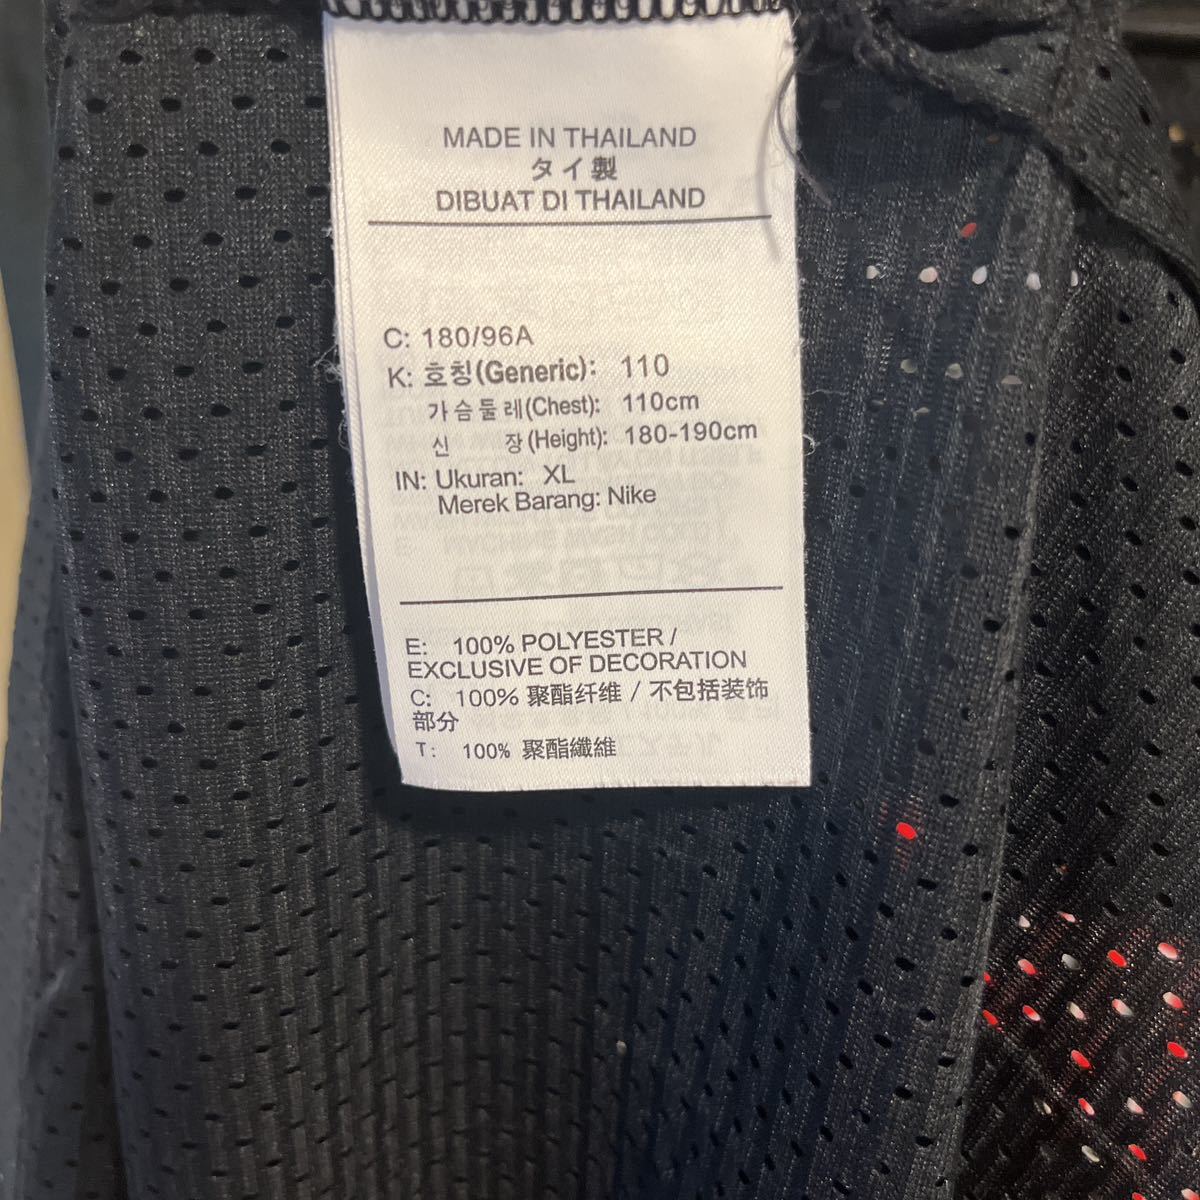 MADE IN THAILAND
タイ製
DIBUAT DI THAILAND
C: 180/96A
K: 호칭(Generic): 110
가슴둘레(Chest): 110cm
신 장(Height): 180-190cm
IN: Ukuran: XL
Merek Barang: Nike
E: 100% POLYESTER /
EXCLUSIVE OF DECORATION
C: 100% 聚酯纤维 / 不包括装饰
部分
T: 100% 聚酯纖維